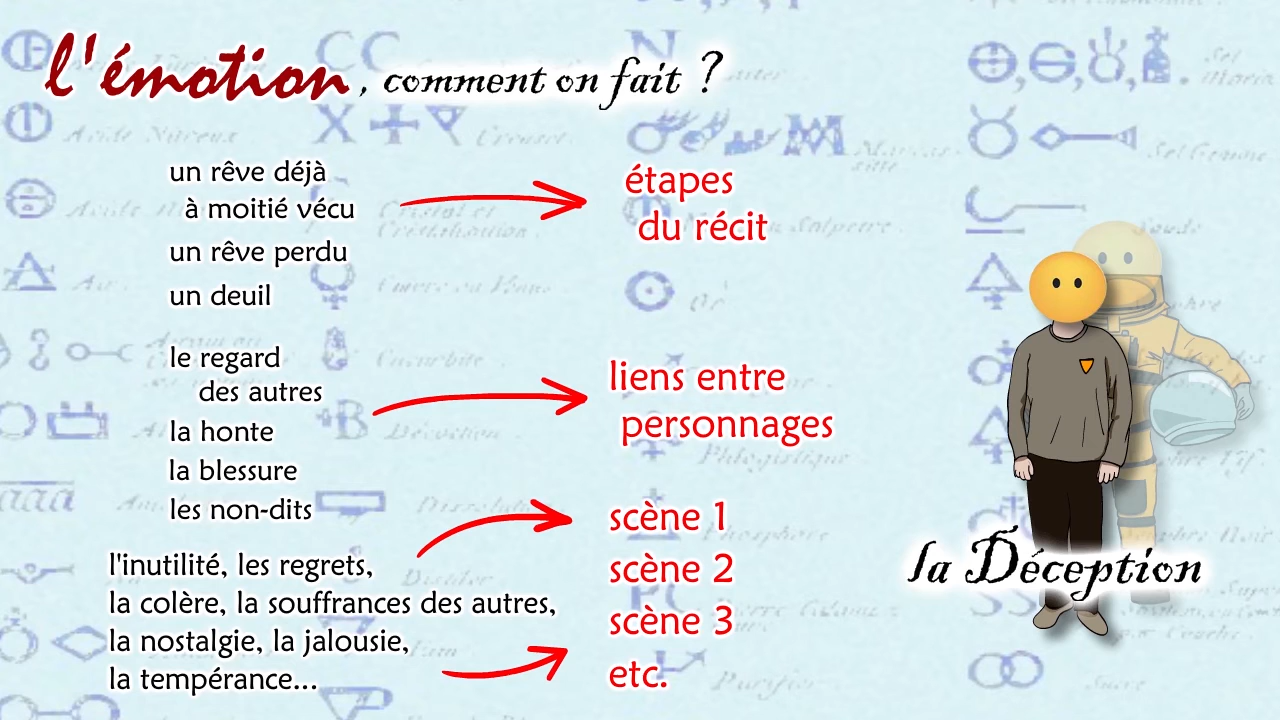 l'émotion, comment on fait ?
un rêve déjà
à moitié vécu
un rêve perdu
un deuil
étapes
du récit
le regard
des autres
la honte
la blessure
les non-dits
liens entre
personnages
l'inutilité, les regrets,
la colère, la souffrances des autres,
la nostalgie, la jalousie,
la tempérance...
scène 1
scène 2
scène 3
etc.
la Déception